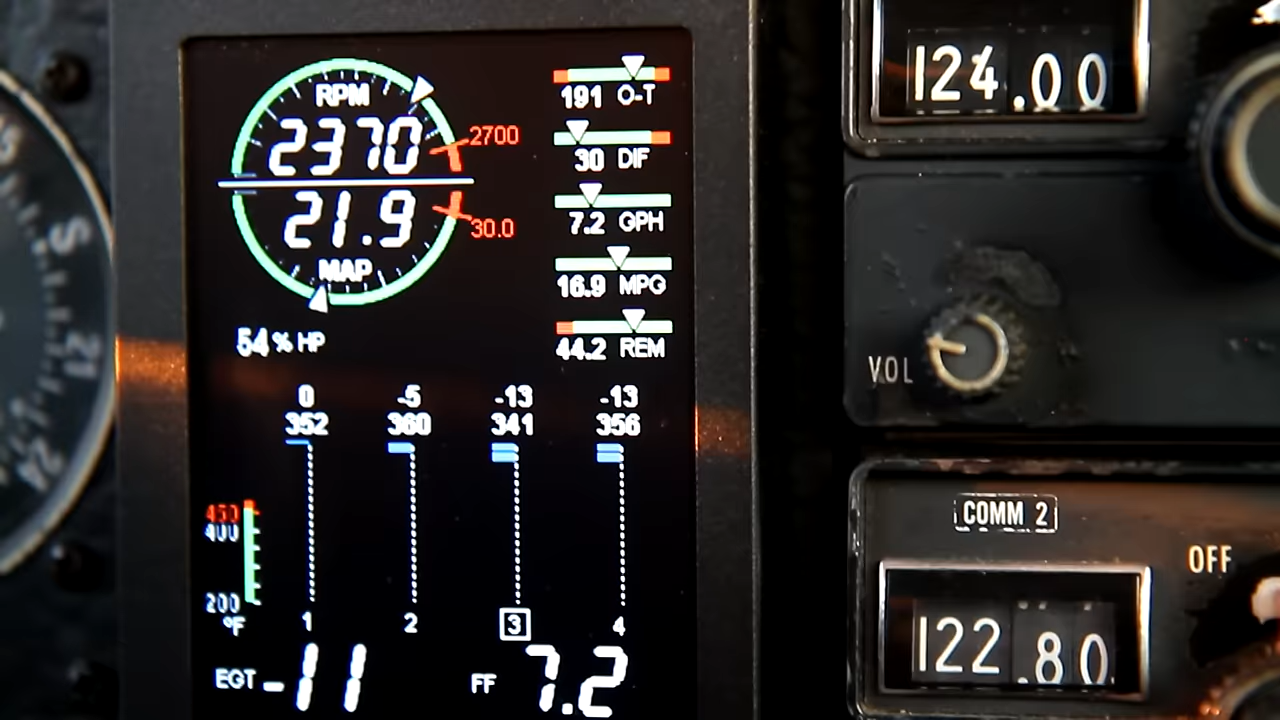 RPM
2370
2700
21.9
30.0
MAP
54 % HP
191 O-T
30 DIF
7.2 GPH
16.9 MPG
44.2 REM
0 -5 -13 -13
352 360 341 356
450
400
200
°F
1 2 3 4
EGT -11 FF 7.2
S
21
24
124.00
VOL
COMM 2
OFF
122.80